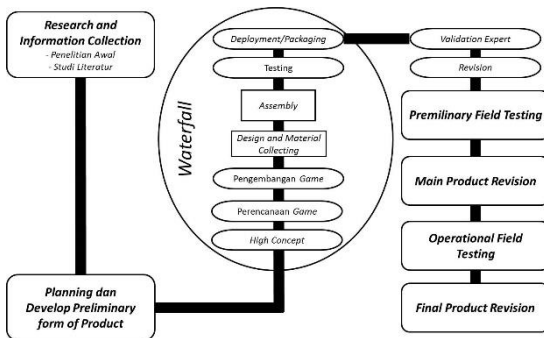 Research and
Information Collection
- Penelitian Awal
- Studi Literatur
Planning dan
Develop Preliminary
form of Product
Waterfall
Deployment/Packaging
Testing
Assembly
Design and Material
Collecting
Pengembangan Game
Perencanaan Game
High Concept
Validation Expert
Revision
Premilinary Field Testing
Main Product Revision
Operational Field
Testing
Final Product Revision